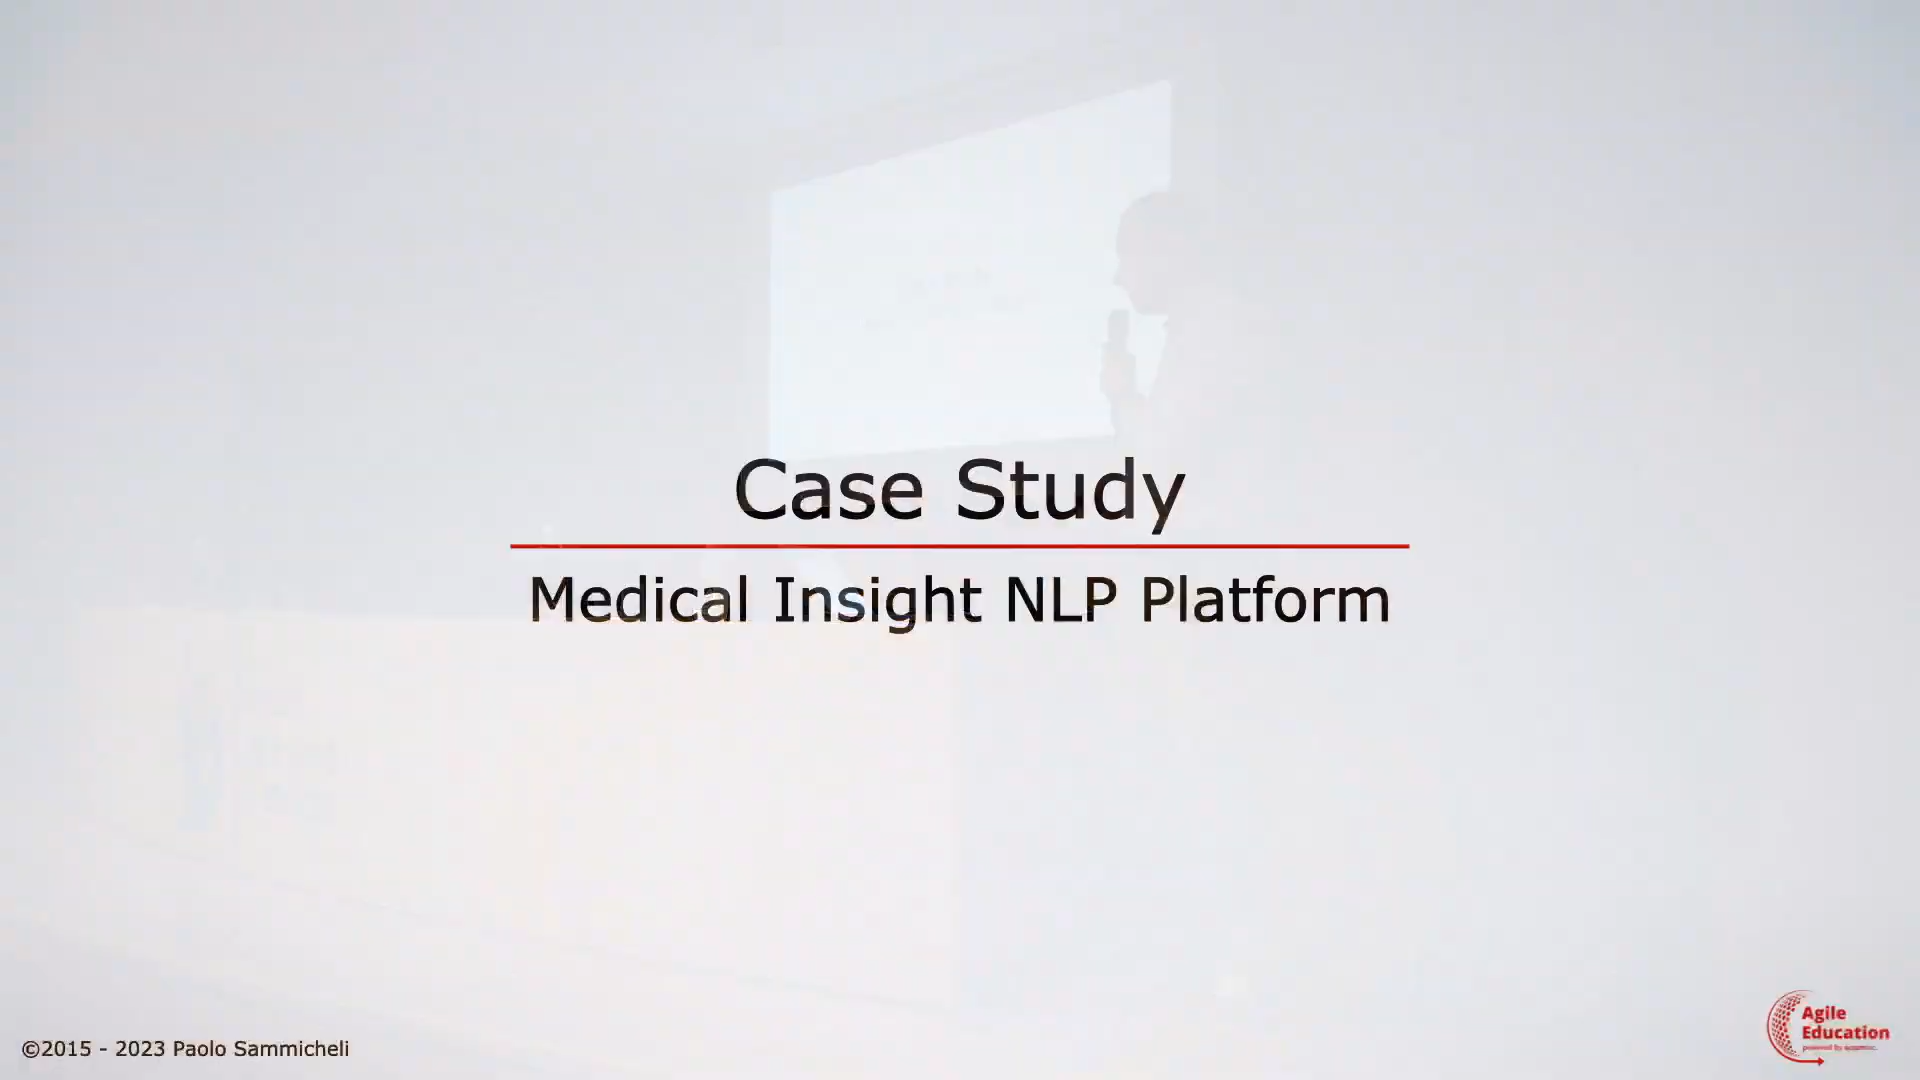 Case Study
Medical Insight NLP Platform
©2015 - 2023 Paolo Sammicheli
Agile
Education